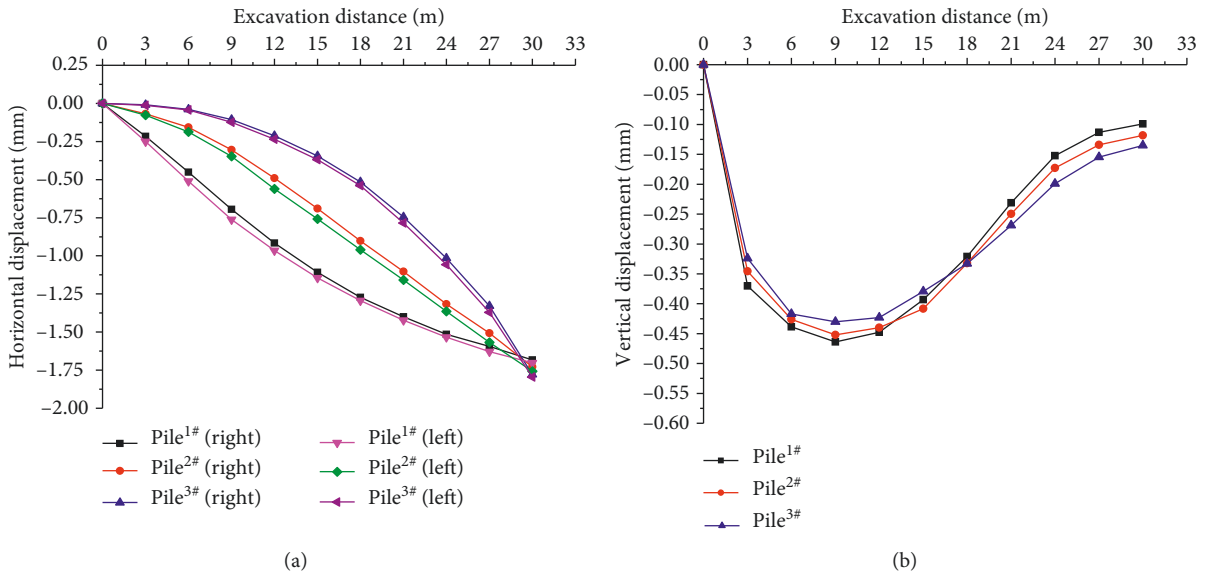 Excavation distance (m)
0 3 6 9 12 15 18 21 24 27 30 33
0.25
0.00
−0.25
−0.50
−0.75
−1.00
−1.25
−1.50
−1.75
−2.00
Horizontal displacement (mm)
Pile1# (right)
Pile2# (right)
Pile3# (right)
Pile1# (left)
Pile2# (left)
Pile3# (left)
(a)
Excavation distance (m)
0 3 6 9 12 15 18 21 24 27 30 33
0.00
−0.05
−0.10
−0.15
−0.20
−0.25
−0.30
−0.35
−0.40
−0.45
−0.50
−0.55
−0.60
Vertical displacement (mm)
Pile1#
Pile2#
Pile3#
(b)